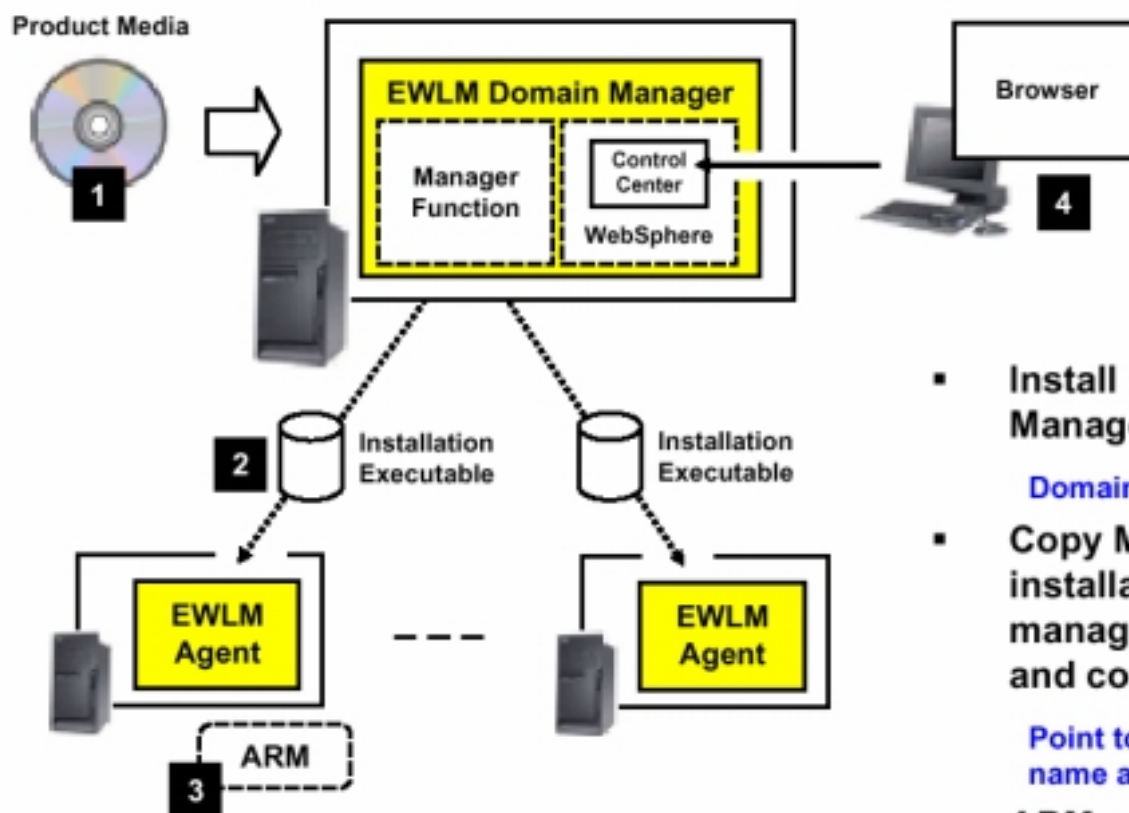 Product Media
1
EWLM Domain Manager
Manager
Function
Control
Center
WebSphere
Browser
4
2
Installation
Executable
Installation
Executable
EWLM
Agent
EWLM
Agent
ARM
3
▪ Install
Manag
Domain
▪ Copy M
installa
manag
and co
Point to
name a